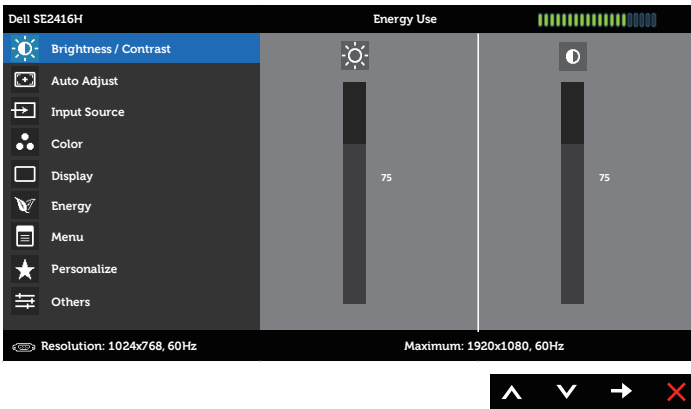 Dell SE2416H Energy Use
Brightness / Contrast
Auto Adjust
Input Source
Color
Display
Energy
Menu
Personalize
Others
75 75
Resolution: 1024x768, 60Hz Maximum: 1920x1080, 60Hz